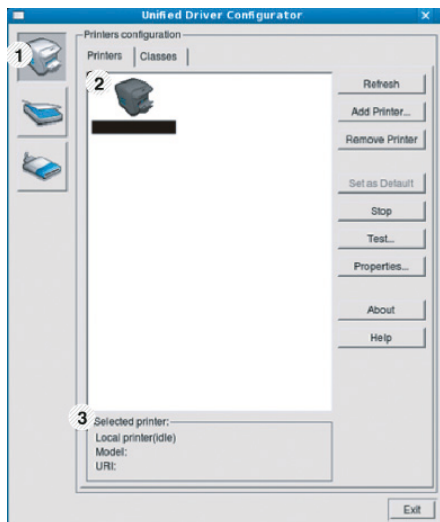 Unified Driver Configurator
1
Printers configuration
Printers
Classes
2
Refresh
Add Printer...
Remove Printer
Set as Default
Stop
Test...
Properties...
About
Help
3
Selected printer:
Local printer(idle)
Model:
URI:
Exit